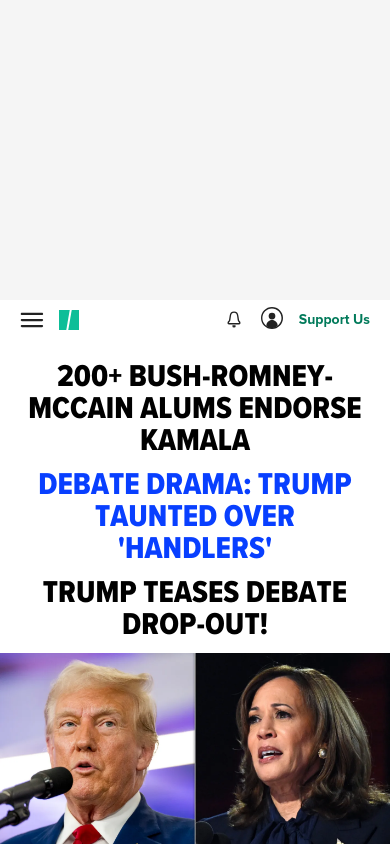 Support Us
200+ BUSH-ROMNEY-
MCCAIN ALUMS ENDORSE
KAMALA
DEBATE DRAMA: TRUMP
TAUNTED OVER
'HANDLERS'
TRUMP TEASES DEBATE
DROP-OUT!